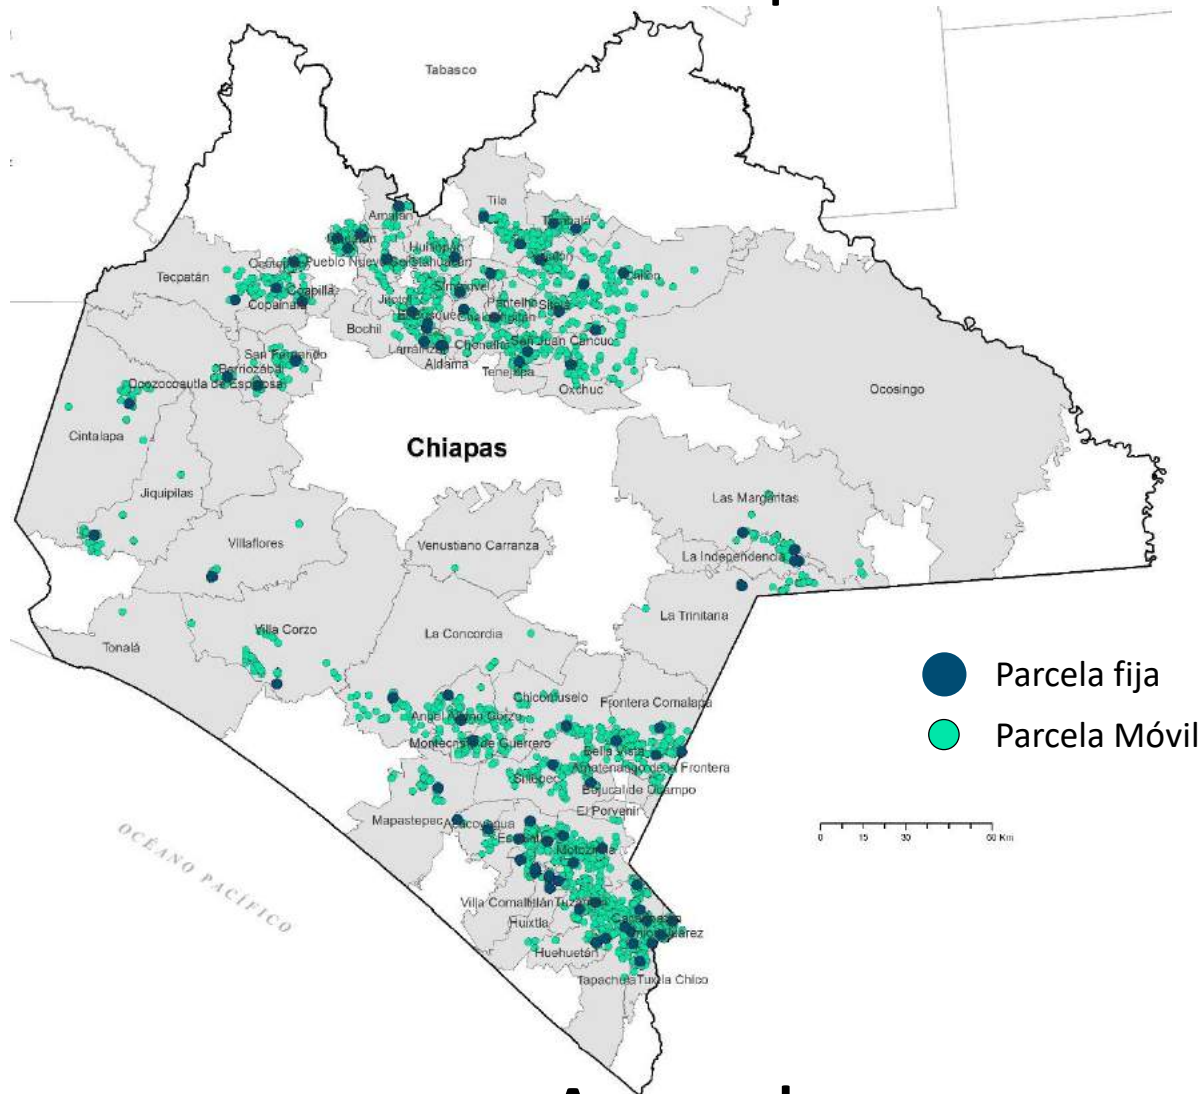 Tabasco
Tila
Amatán
Huitiupán
Tecpatán
Pueblo Nuevo
Simojovel
Coapilla
Copainalá
Pantelhó
Sitalá
Bochil
San Juan Cancuc
San Fernando
Larráinzar
Chenalhó
Aldama
Berriozábal
Tenejapa
Ocozocoautla de Espinosa
Oxchuc
Ocosingo
Cintalapa
Chiapas
Jiquipilas
Las Margaritas
Villaflores
Venustiano Carranza
La Independencia
La Trinitaria
Villa Corzo
La Concordia
Tonalá
Parcela fija
Chicomuselo
Frontera Comalapa
Angel Albino Corzo
Parcela Móvil
Montecristo de Guerrero
Bella Vista
Amatenango de la Frontera
Siltepec
Bejucal de Ocampo
El Porvenir
Mapastepec
Acacoyagua
Escuintla
Motozintla
0 15 30 60 Km
OCÉANO PACÍFICO
Villa Comaltitlán
Tuzantán
Huixtla
Huehuetán
Tapachula
Tuxtla Chico